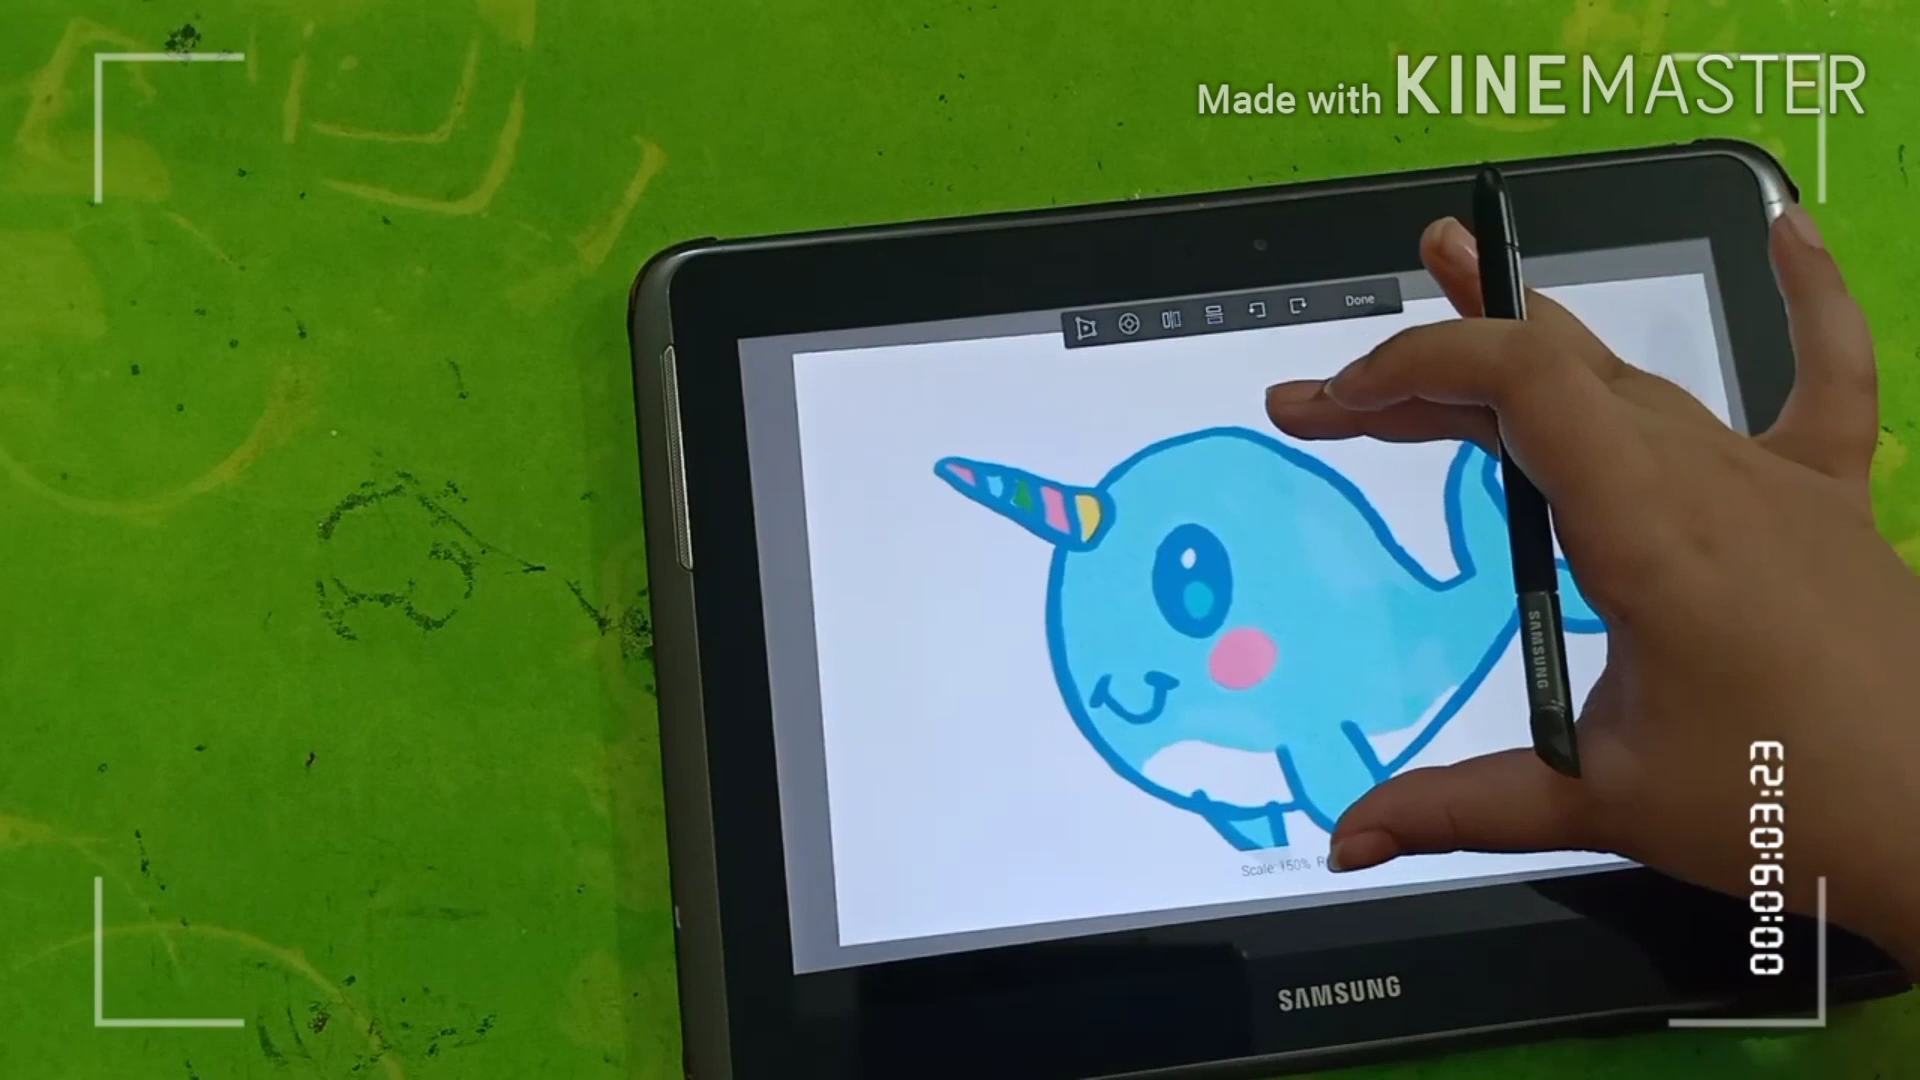 Made with KINEMASTER
Done
SAMSUNG
Scale: 150%
SAMSUNG
00:09:03:23